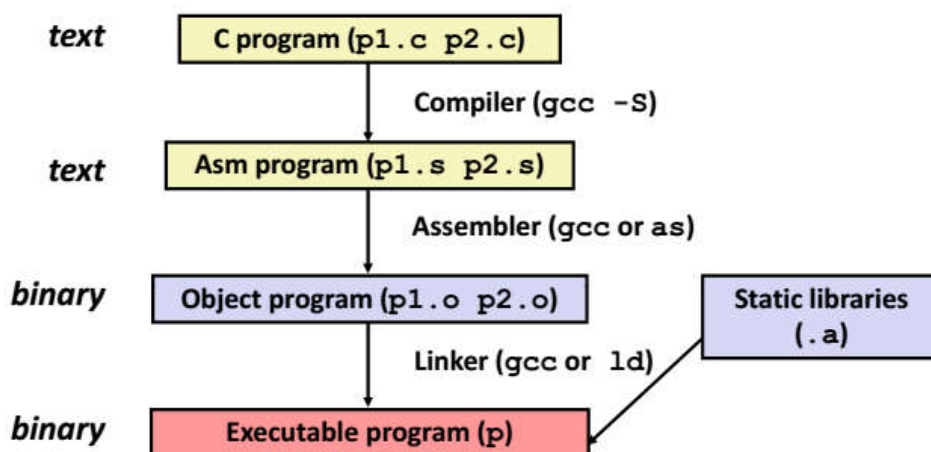 text
C program (p1.c p2.c)
Compiler (gcc -S)
text
Asm program (p1.s p2.s)
Assembler (gcc or as)
binary
Object program (p1.o p2.o)
Static libraries
(.a)
Linker (gcc or ld)
binary
Executable program (p)